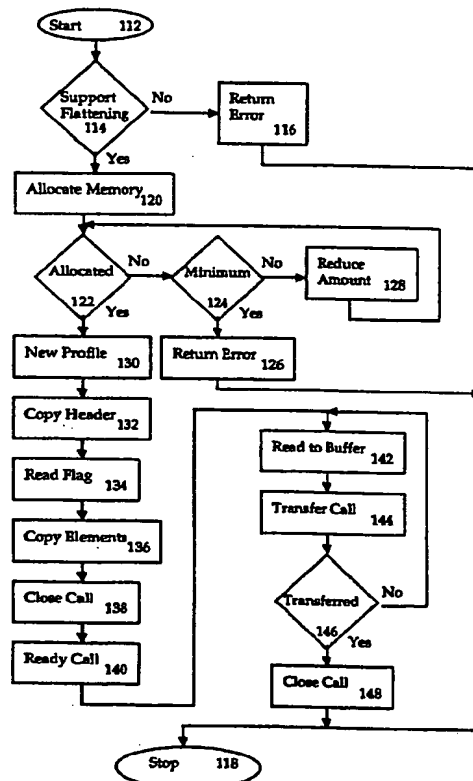 Start 112
Support
Flattening
114
No
Return
Error
116
Yes
Allocate Memory
120
Allocated
122
No
Minimum
124
No
Reduce
Amount
128
Yes
Yes
New Profile
130
Return Error
126
Copy Header
132
Read Flag
134
Copy Elements
136
Close Call
138
Ready Call
140
Read to Buffer
142
Transfer Call
144
Transferred
146
No
Yes
Close Call
148
Stop 118